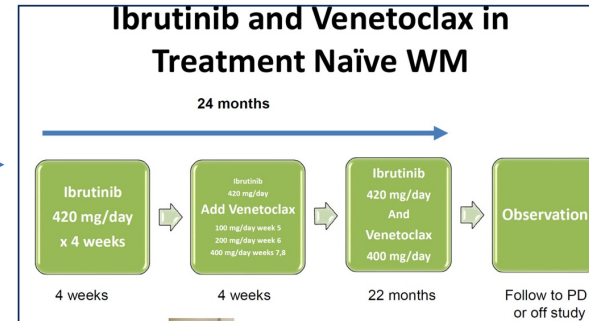 Ibrutinib and Venetoclax in
Treatment Naïve WM
24 months
Ibrutinib
420 mg/day
x 4 weeks
Ibrutinib
420 mg/day
Add Venetoclax
100 mg/day week 5
200 mg/day week 6
400 mg/day weeks 7,8
Ibrutinib
420 mg/day
And
Venetoclax
400 mg/day
Observation
4 weeks
4 weeks
22 months
Follow to PD
or off study